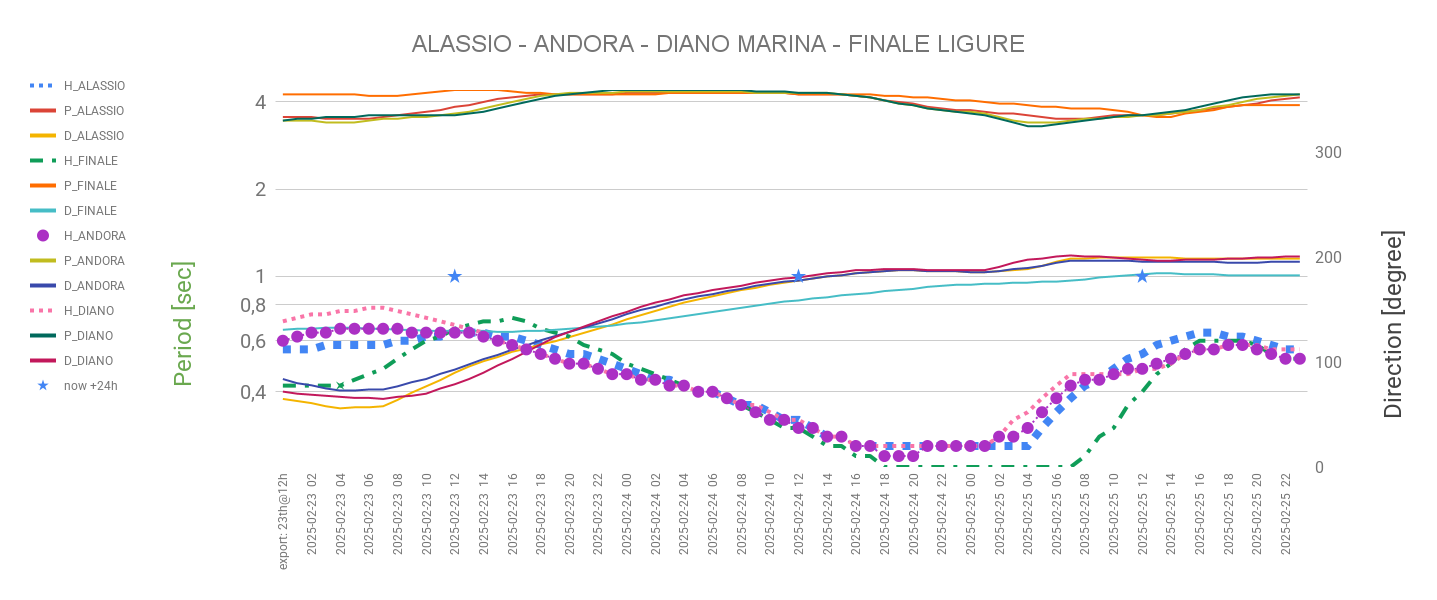 ALASSIO - ANDORA - DIANO MARINA - FINALE LIGURE
H_ALASSIO
P_ALASSIO
D_ALASSIO
H_FINALE
P_FINALE
D_FINALE
H_ANDORA
P_ANDORA
D_ANDORA
H_DIANO
P_DIANO
D_DIANO
now +24h
Period [sec]
4
2
1
0,8
0,6
0,4
300
200
100
0
Direction [degree]
export: 23th@12h
2025-02-23 02
2025-02-23 04
2025-02-23 06
2025-02-23 08
2025-02-23 10
2025-02-23 12
2025-02-23 14
2025-02-23 16
2025-02-23 18
2025-02-23 20
2025-02-23 22
2025-02-24 00
2025-02-24 02
2025-02-24 04
2025-02-24 06
2025-02-24 08
2025-02-24 10
2025-02-24 12
2025-02-24 14
2025-02-24 16
2025-02-24 18
2025-02-24 20
2025-02-24 22
2025-02-25 00
2025-02-25 02
2025-02-25 04
2025-02-25 06
2025-02-25 08
2025-02-25 10
2025-02-25 12
2025-02-25 14
2025-02-25 16
2025-02-25 18
2025-02-25 20
2025-02-25 22